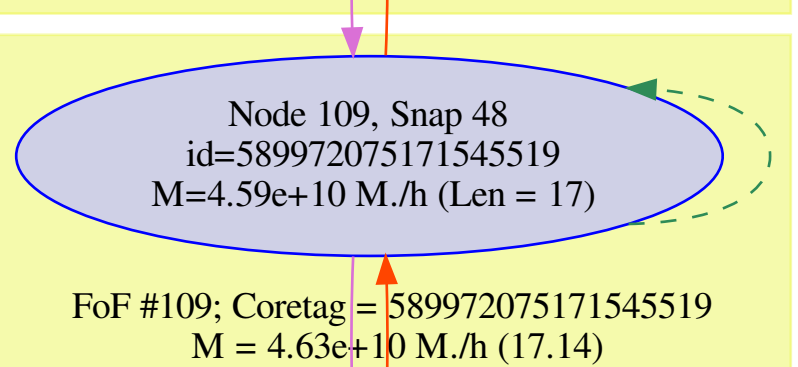 Node 109, Snap 48
id=589972075171545519
M=4.59e+10 M./h (Len = 17)
FoF #109; Coretag = 589972075171545519
M = 4.63e+10 M./h (17.14)